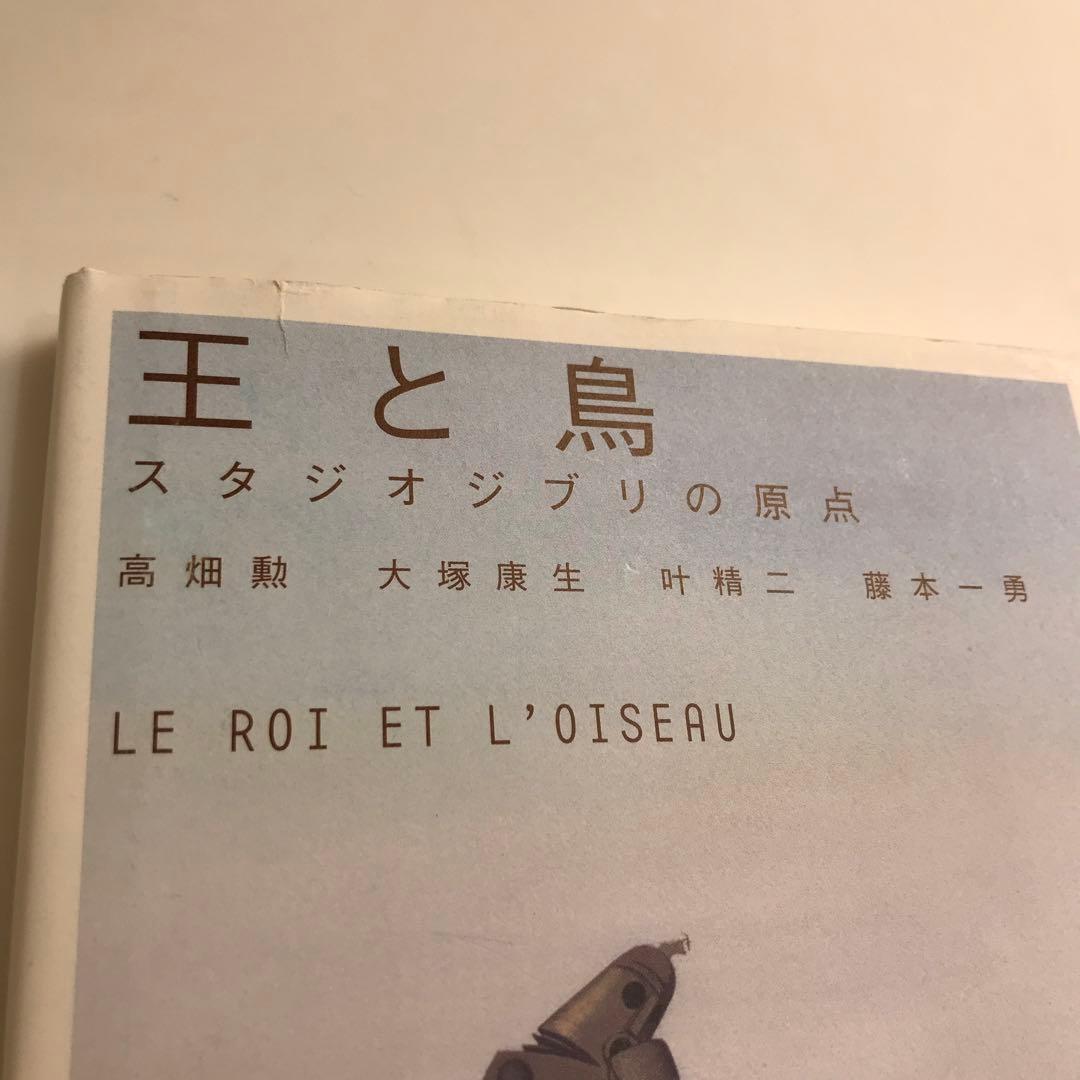 王と鳥
スタジオジブリの原点
高畑勲 大塚康生 叶精二 藤本一勇
LE ROI ET L'OISEAU